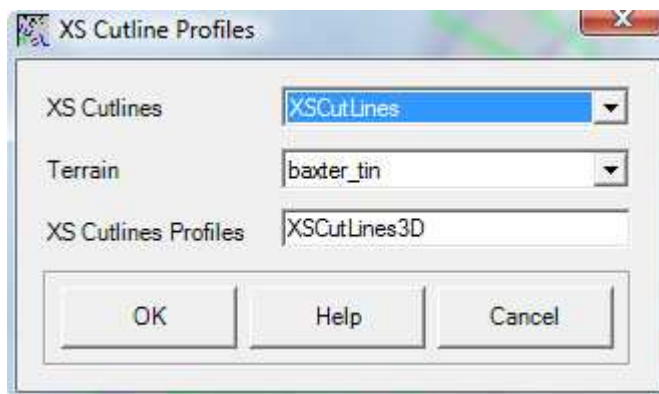 XS Cutline Profiles
XS Cutlines XSCutLines
Terrain baxter_tin
XS Cutlines Profiles XSCutLines3D
OK Help Cancel